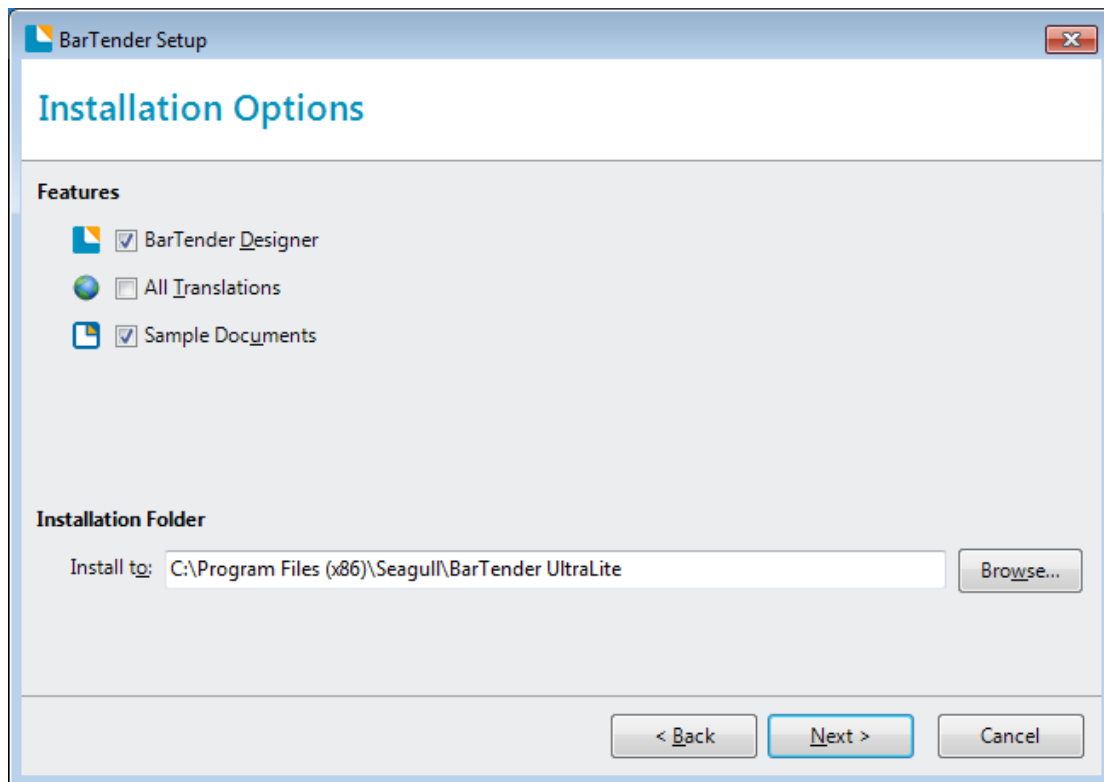 BarTender Setup
Installation Options
Features
BarTender Designer
All Translations
Sample Documents
Installation Folder
Install to: C:\Program Files (x86)\Seagull\BarTender UltraLite Browse...
< Back Next > Cancel